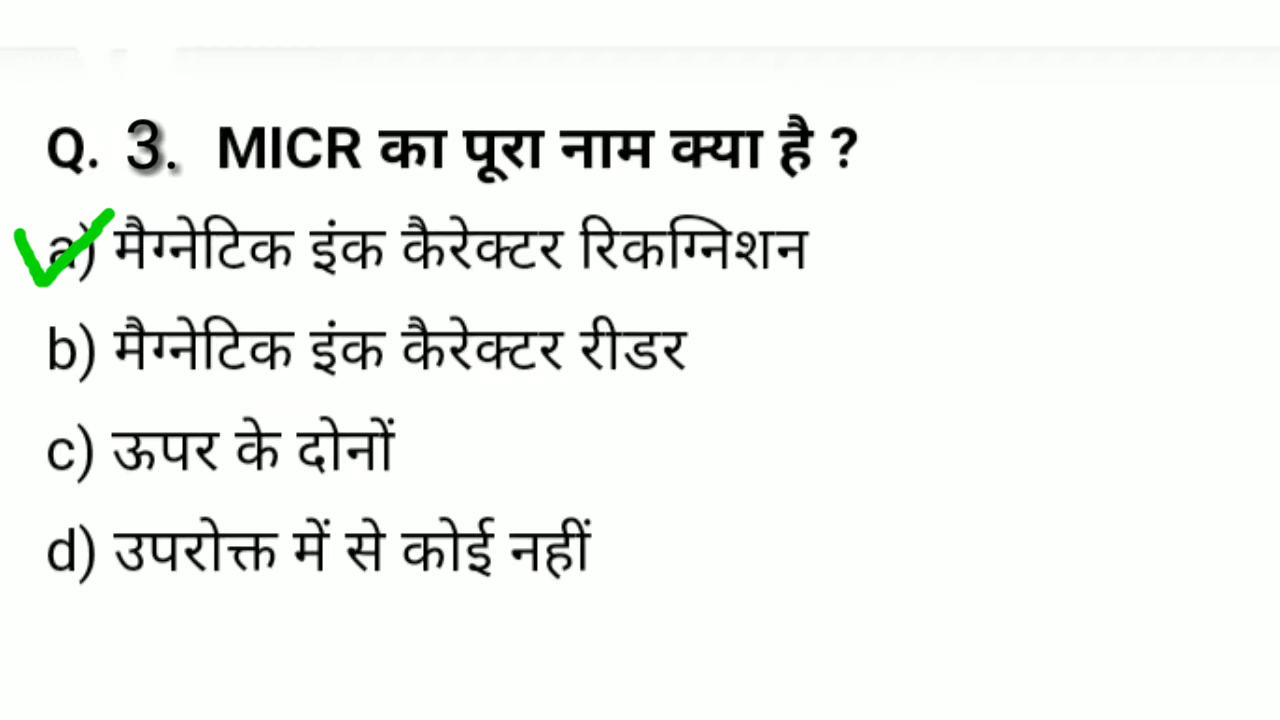 Q. 3. MICR का पूरा नाम क्या है ?
a) मैग्नेटिक इंक कैरेक्टर रिकग्निशन
b) मैग्नेटिक इंक कैरेक्टर रीडर
c) ऊपर के दोनों
d) उपरोक्त में से कोई नहीं